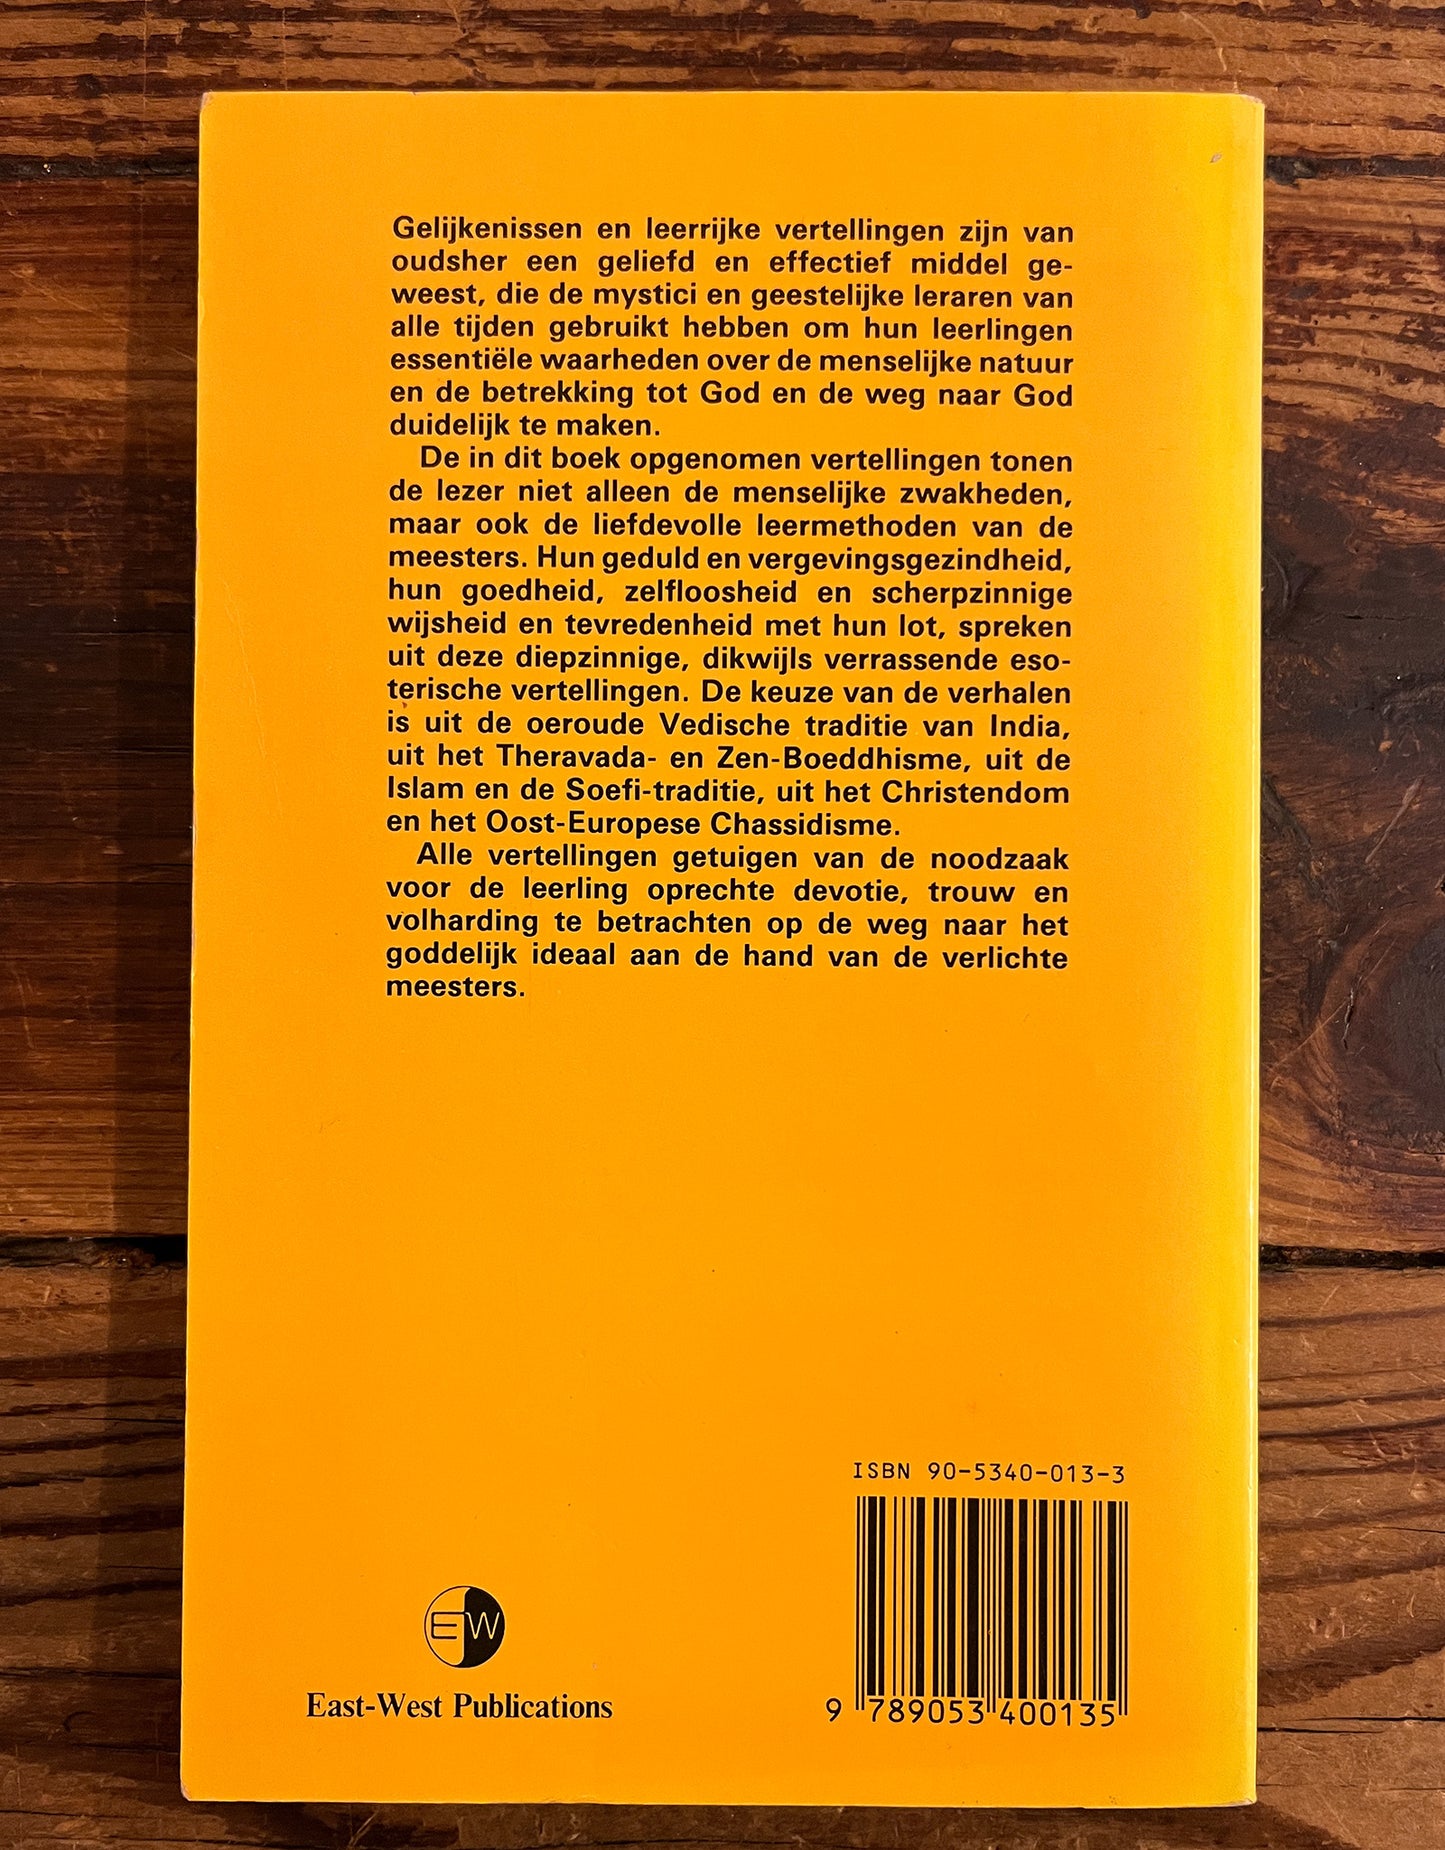 Gelijkenissen en leerrijke vertellingen zijn van
oudsher een geliefd en effectief middel ge-
weest, die de mystici en geestelijke leraren van
alle tijden gebruikt hebben om hun leerlingen
essentiële waarheden over de menselijke natuur
en de betrekking tot God en de weg naar God
duidelijk te maken.
De in dit boek opgenomen vertellingen tonen
de lezer niet alleen de menselijke zwakheden,
maar ook de liefdevolle leermethoden van de
meesters. Hun geduld en vergevingsgezindheid,
hun goedheid, zelfloosheid en scherpzinnige
wijsheid en tevredenheid met hun lot, spreken
uit deze diepzinnige, dikwijls verrassende eso-
terische vertellingen. De keuze van de verhalen
is uit de oeroude Vedische traditie van India,
uit het Theravada- en Zen-Boeddhisme, uit de
Islam en de Soefi-traditie, uit het Christendom
en het Oost-Europese Chassidisme.
Alle vertellingen getuigen van de noodzaak
voor de leerling oprechte devotie, trouw en
volharding te betrachten op de weg naar het
goddelijk ideaal aan de hand van de verlichte
meesters.
ISBN 90-5340-013-3
9 789053 400135
EW
East-West Publications